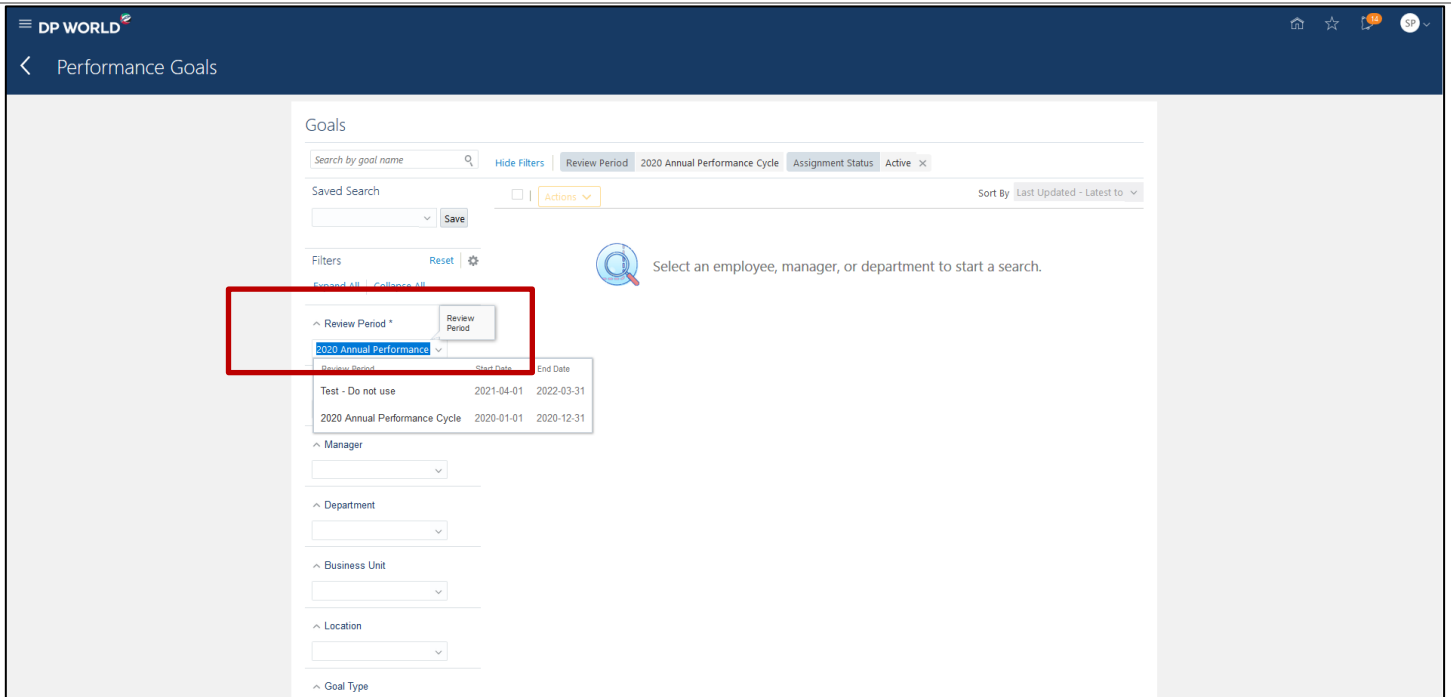 DP WORLD
14
SP
Performance Goals
Goals
Search by goal name
Hide Filters
Review Period
2020 Annual Performance Cycle
Assignment Status
Active
Saved Search
Save
Actions
Sort By Last Updated - Latest to
Filters
Reset
Select an employee, manager, or department to start a search.
Expand All
Collapse All
Review Period *
Review
Period
2020 Annual Performance
Review Period Start Date End Date
Test - Do not use 2021-04-01 2022-03-31
2020 Annual Performance Cycle 2020-01-01 2020-12-31
Manager
Department
Business Unit
Location
Goal Type